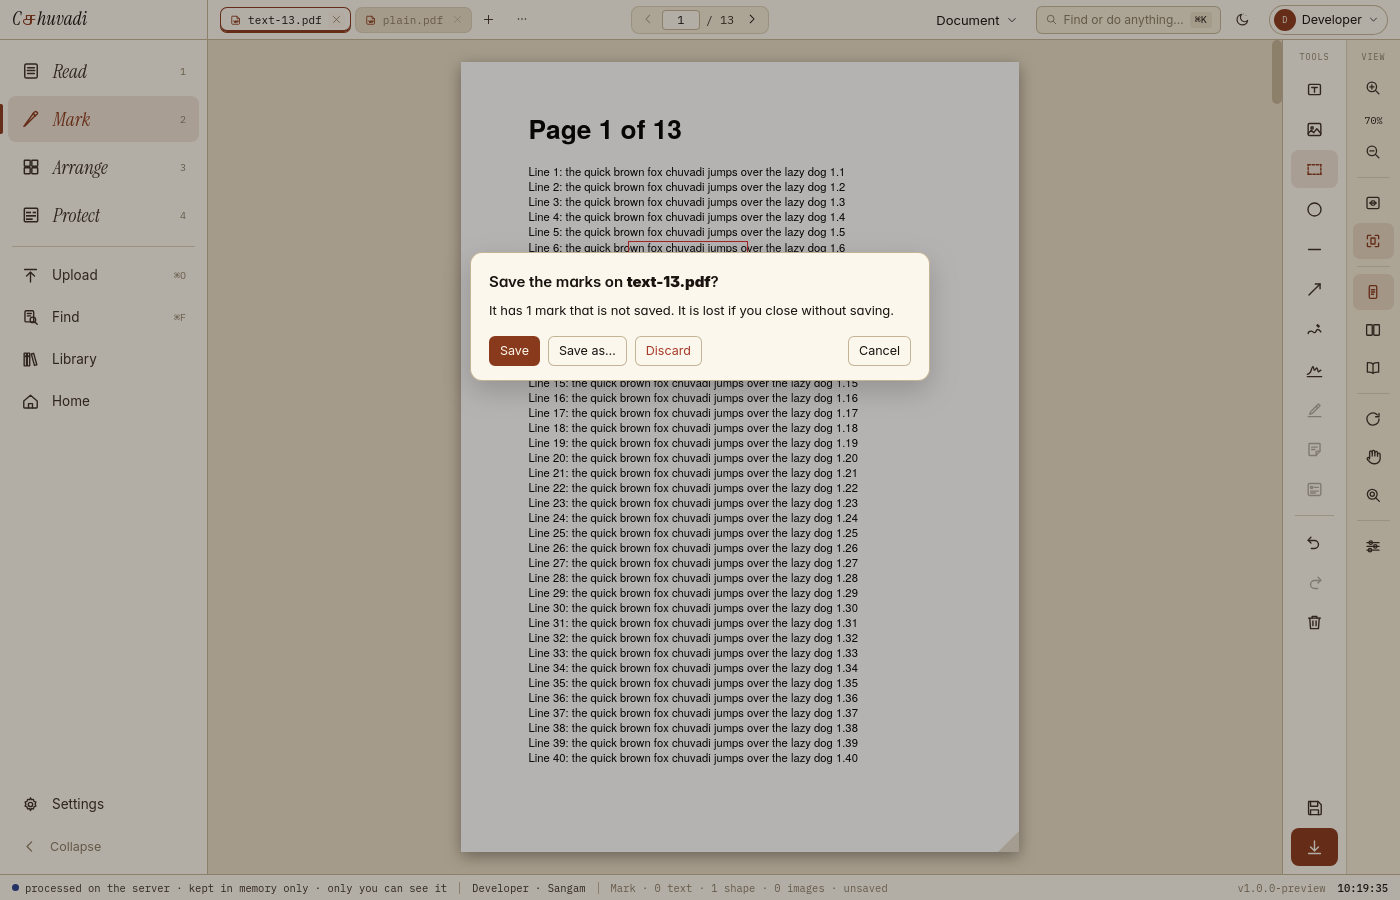 Chuvadi
text-13.pdf
plain.pdf
1 / 13
Document
Find or do anything... ⌘K
D Developer
Read 1
Mark 2
Arrange 3
Protect 4
Upload ⌘O
Find ⌘F
Library
Home
Settings
Collapse
Page 1 of 13
Line 1: the quick brown fox chuvadi jumps over the lazy dog 1.1
Line 2: the quick brown fox chuvadi jumps over the lazy dog 1.2
Line 3: the quick brown fox chuvadi jumps over the lazy dog 1.3
Line 4: the quick brown fox chuvadi jumps over the lazy dog 1.4
Line 5: the quick brown fox chuvadi jumps over the lazy dog 1.5
Line 6: the quick brown fox chuvadi jumps over the lazy dog 1.6
Save the marks on text-13.pdf?
It has 1 mark that is not saved. It is lost if you close without saving.
Save
Save as...
Discard
Cancel
Line 15: the quick brown fox chuvadi jumps over the lazy dog 1.15
Line 16: the quick brown fox chuvadi jumps over the lazy dog 1.16
Line 17: the quick brown fox chuvadi jumps over the lazy dog 1.17
Line 18: the quick brown fox chuvadi jumps over the lazy dog 1.18
Line 19: the quick brown fox chuvadi jumps over the lazy dog 1.19
Line 20: the quick brown fox chuvadi jumps over the lazy dog 1.20
Line 21: the quick brown fox chuvadi jumps over the lazy dog 1.21
Line 22: the quick brown fox chuvadi jumps over the lazy dog 1.22
Line 23: the quick brown fox chuvadi jumps over the lazy dog 1.23
Line 24: the quick brown fox chuvadi jumps over the lazy dog 1.24
Line 25: the quick brown fox chuvadi jumps over the lazy dog 1.25
Line 26: the quick brown fox chuvadi jumps over the lazy dog 1.26
Line 27: the quick brown fox chuvadi jumps over the lazy dog 1.27
Line 28: the quick brown fox chuvadi jumps over the lazy dog 1.28
Line 29: the quick brown fox chuvadi jumps over the lazy dog 1.29
Line 30: the quick brown fox chuvadi jumps over the lazy dog 1.30
Line 31: the quick brown fox chuvadi jumps over the lazy dog 1.31
Line 32: the quick brown fox chuvadi jumps over the lazy dog 1.32
Line 33: the quick brown fox chuvadi jumps over the lazy dog 1.33
Line 34: the quick brown fox chuvadi jumps over the lazy dog 1.34
Line 35: the quick brown fox chuvadi jumps over the lazy dog 1.35
Line 36: the quick brown fox chuvadi jumps over the lazy dog 1.36
Line 37: the quick brown fox chuvadi jumps over the lazy dog 1.37
Line 38: the quick brown fox chuvadi jumps over the lazy dog 1.38
Line 39: the quick brown fox chuvadi jumps over the lazy dog 1.39
Line 40: the quick brown fox chuvadi jumps over the lazy dog 1.40
TOOLS
VIEW
70%
processed on the server · kept in memory only · only you can see it
Developer · Sangam
Mark · 0 text · 1 shape · 0 images · unsaved
v1.0.0-preview 10:19:35